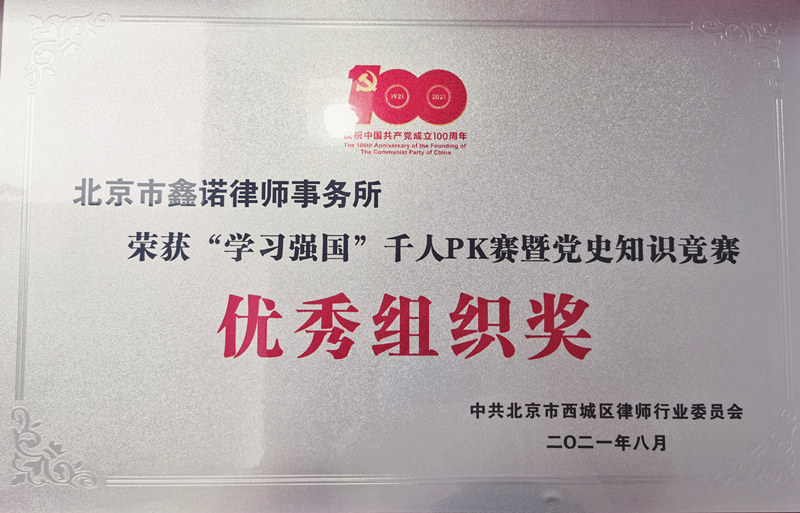 100
1921
2021
庆祝中国共产党成立100周年
The 100th Anniversary of the Founding of
The Communist Party of China
北京市鑫诺律师事务所
荣获“学习强国”千人PK赛暨党史知识竞赛
优秀组织奖
中共北京市西城区律师行业委员会
二〇二一年八月